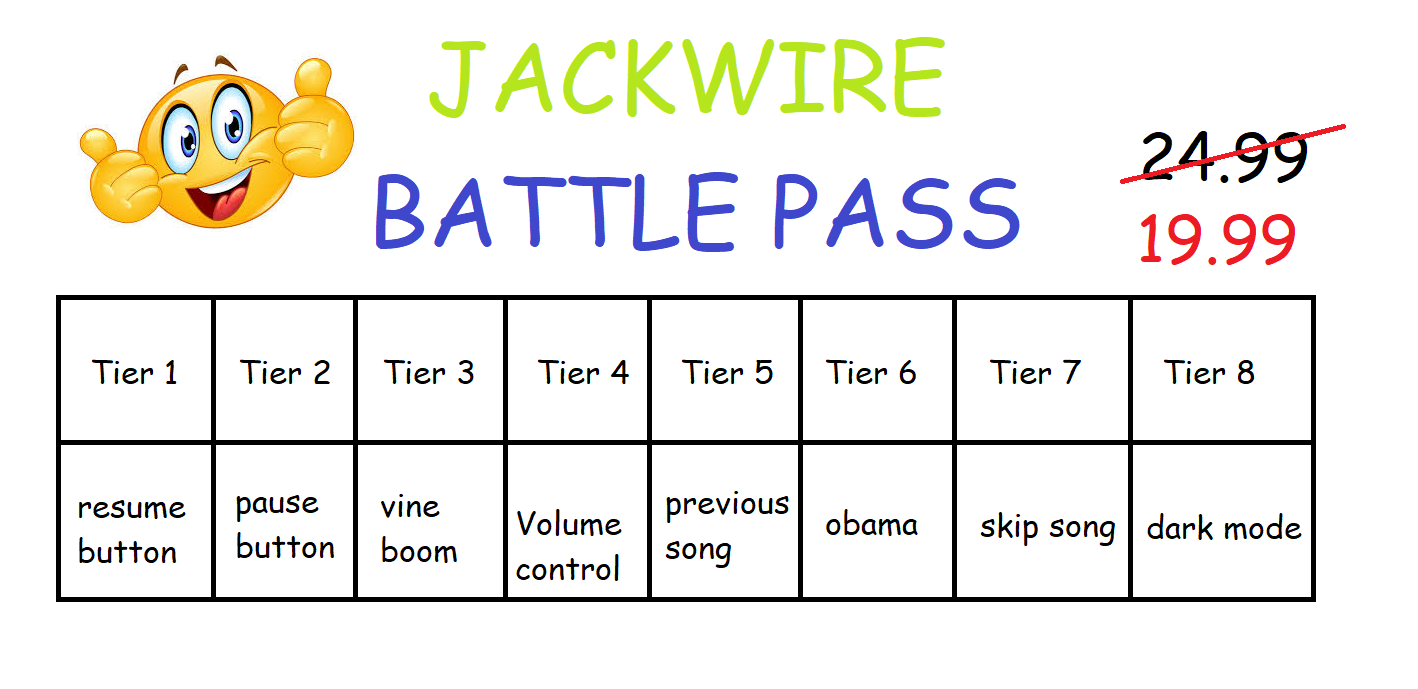 JACKWIRE
BATTLE PASS
24.99
19.99
Tier 1
Tier 2
Tier 3
Tier 4
Tier 5
Tier 6
Tier 7
Tier 8
resume
button
pause
button
vine
boom
Volume
control
previous
song
obama
skip song
dark mode